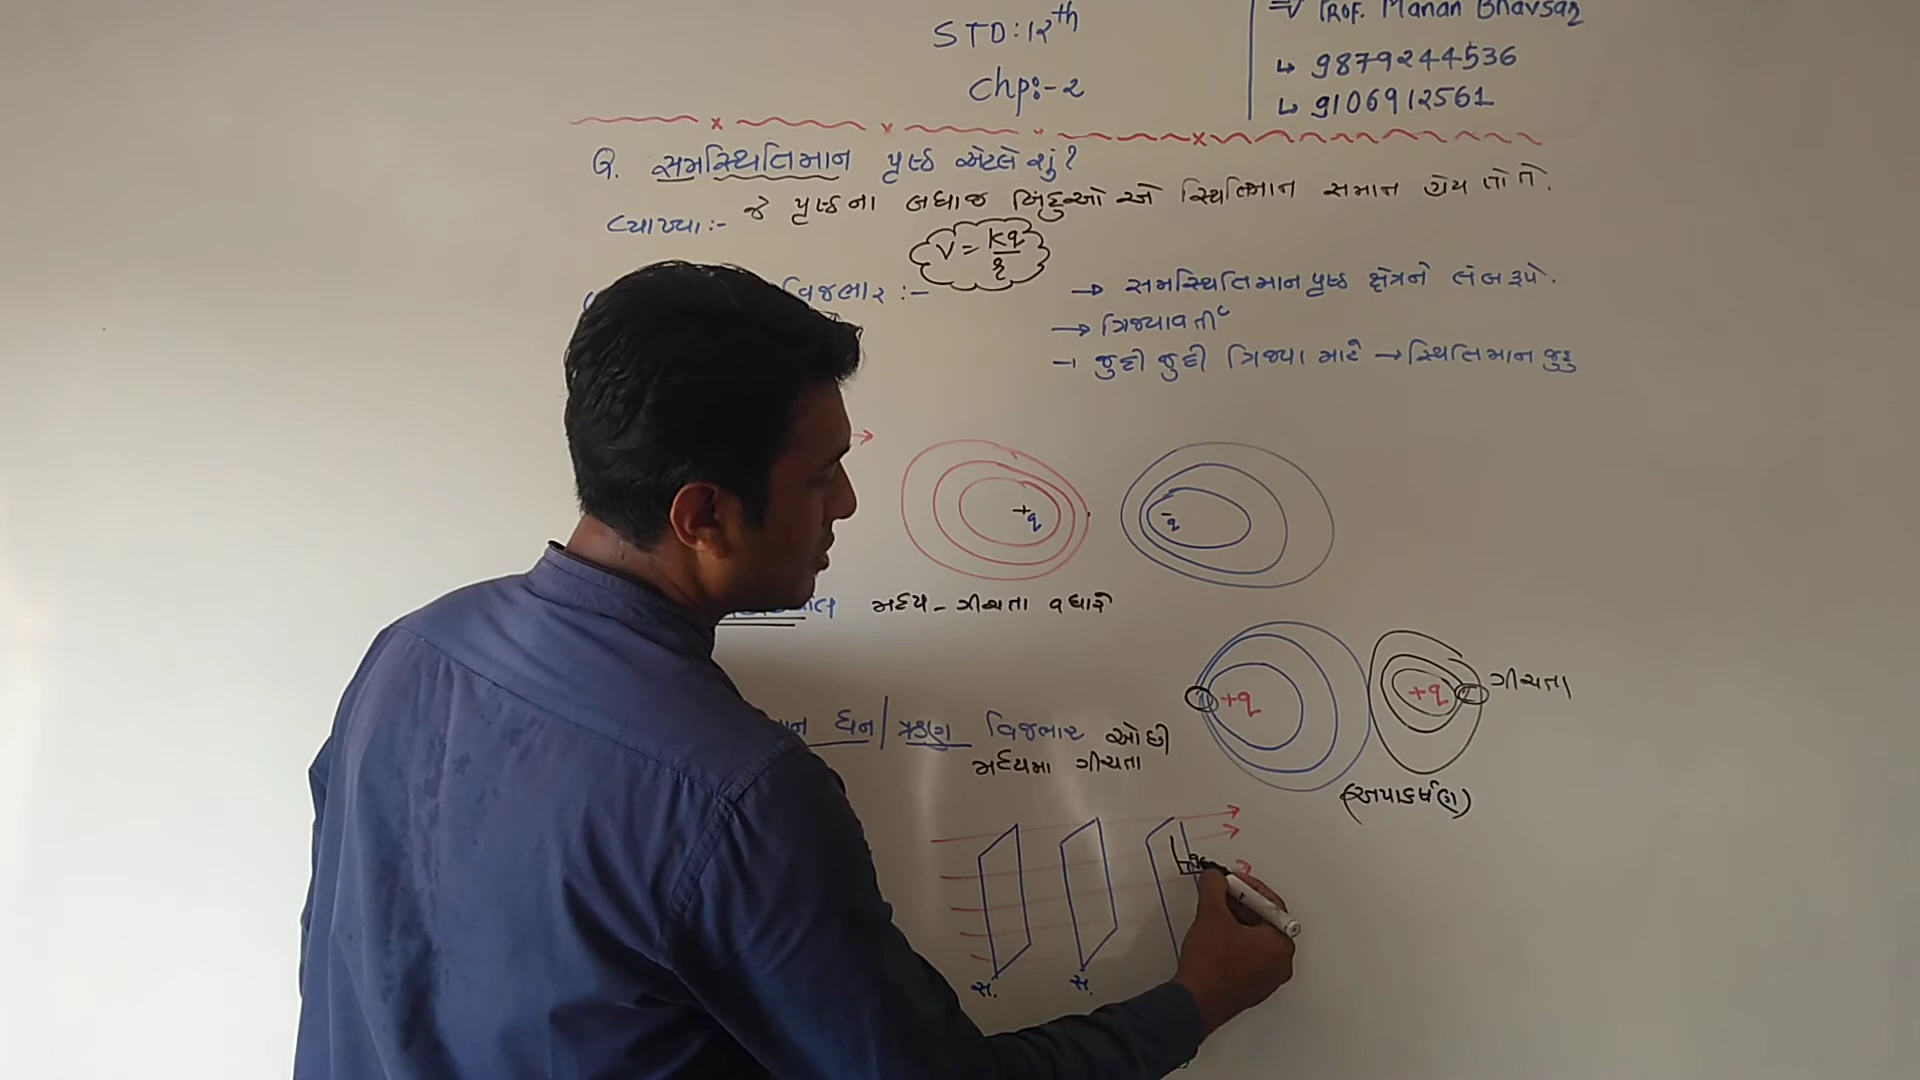 STD:12th
Chp:-2
⇒ Prof. Manan Bhavsar
↳ 9879244536
↳ 9106912561
Q. સમસ્થિતિમાન પૃષ્ઠ એટલે શું?
વ્યાખ્યા:- જે પૃષ્ઠના બધાજ બિંદુઓ એ સ્થિતિમાન સમાન હોય તો તે.
V = kq/r
વિજભાર :-
→ સમસ્થિતિમાન પૃષ્ઠ ક્ષેત્રને લંબ રૂપે.
→ ત્રિજ્યાવર્તી
→ જુદી જુદી ત્રિજ્યા માટે → સ્થિતિમાન જુદુ
+q
-q
મધ્ય - ગીચતા વધારે
+q
+q
ગીચતા
ધન/ઋણ વિજભાર ઓછી
મધ્યમા ગીચતા
(અપાકર્ષણ)
સ.
સ.